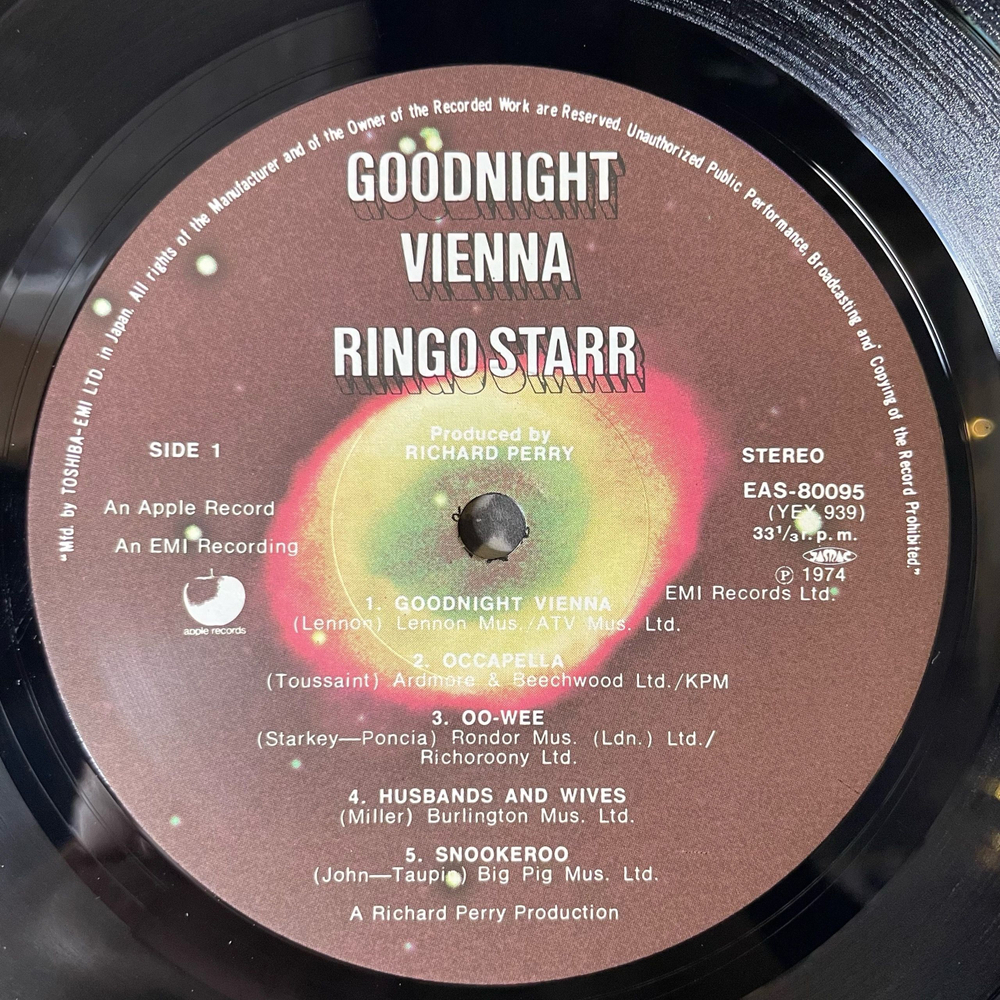 "Mfd. by TOSHIBA-EMI LTD. in Japan. All rights of the Manufacturer and of the Owner of the Recorded Work are Reserved. Unauthorized Public Performance, Broadcasting and Copying of the Record Prohibited."
GOODNIGHT
VIENNA
RINGO STARR
Produced by
RICHARD PERRY
SIDE 1
STEREO
An Apple Record
An EMI Recording
apple records
EAS-80095
(YEX 939)
33 1/3 r.p.m.
JASRAC
Ⓟ 1974
EMI Records Ltd.
1. GOODNIGHT VIENNA
(Lennon) Lennon Mus./ATV Mus. Ltd.
2. OCCAPELLA
(Toussaint) Ardmore & Beechwood Ltd./KPM
3. OO-WEE
(Starkey—Poncia) Rondor Mus. (Ldn.) Ltd./
Richoroony Ltd.
4. HUSBANDS AND WIVES
(Miller) Burlington Mus. Ltd.
5. SNOOKEROO
(John—Taupin) Big Pig Mus. Ltd.
A Richard Perry Production